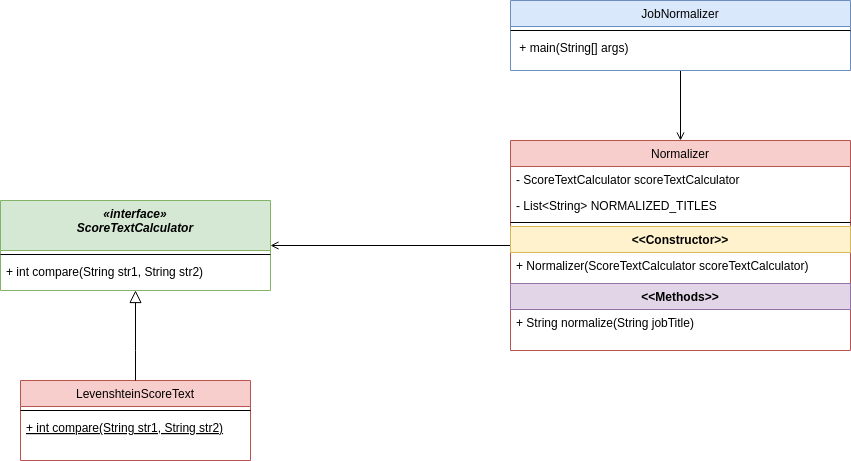 JobNormalizer
+ main(String[] args)
Normalizer
- ScoreTextCalculator scoreTextCalculator
- List<String> NORMALIZED_TITLES
<<Constructor>>
+ Normalizer(ScoreTextCalculator scoreTextCalculator)
<<Methods>>
+ String normalize(String jobTitle)
«interface»
ScoreTextCalculator
+ int compare(String str1, String str2)
LevenshteinScoreText
+ int compare(String str1, String str2)